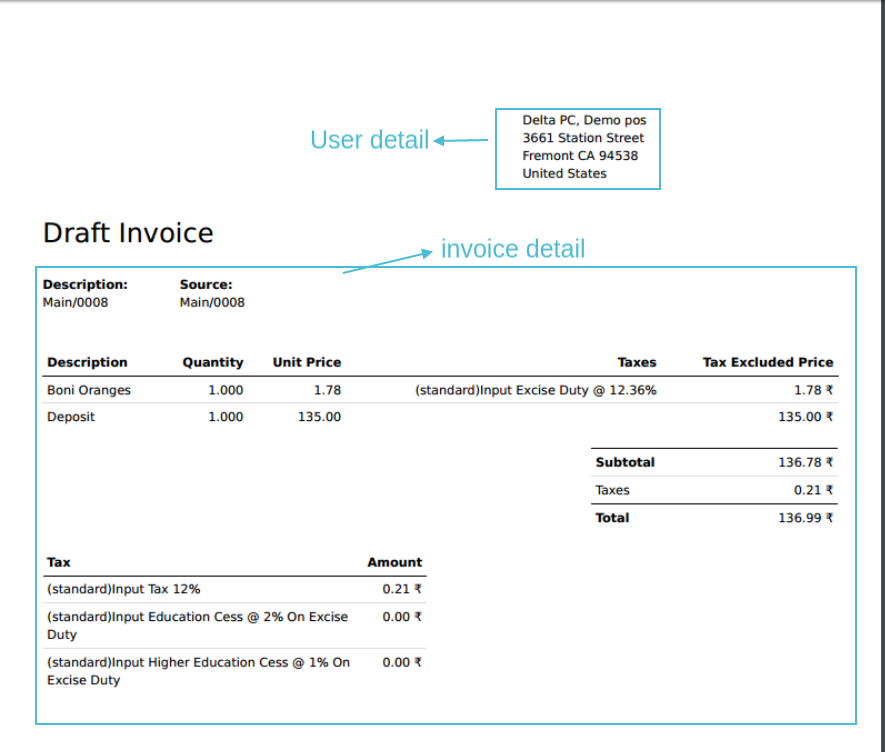 Delta PC, Demo pos
User detail
3661 Station Street
Fremont CA 94538
United States
Draft Invoice
invoice detail
Description: Source:
Main/0008 Main/0008
Description Quantity Unit Price Taxes Tax Excluded Price
Boni Oranges 1.000 1.78 (standard)Input Excise Duty @ 12.36% 1.78 ₹
Deposit 1.000 135.00 135.00 ₹
Subtotal 136.78 ₹
Taxes 0.21 ₹
Total 136.99 ₹
Tax Amount
(standard)Input Tax 12% 0.21 ₹
(standard)Input Education Cess @ 2% On Excise 0.00 ₹
Duty
(standard)Input Higher Education Cess @ 1% On 0.00 ₹
Excise Duty